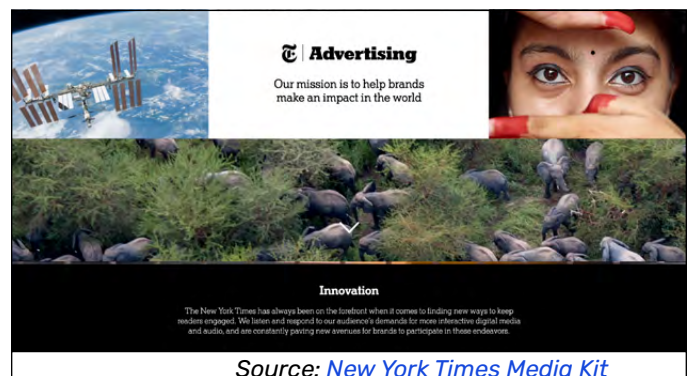 T | Advertising
Our mission is to help brands
make an impact in the world
Innovation
The New York Times has always been on the forefront when it comes to finding new ways to keep
readers engaged. We listen and respond to our audience's demands for more interactive digital media
and audio, and are constantly paving new avenues for brands to participate in these endeavors.
Source: New York Times Media Kit